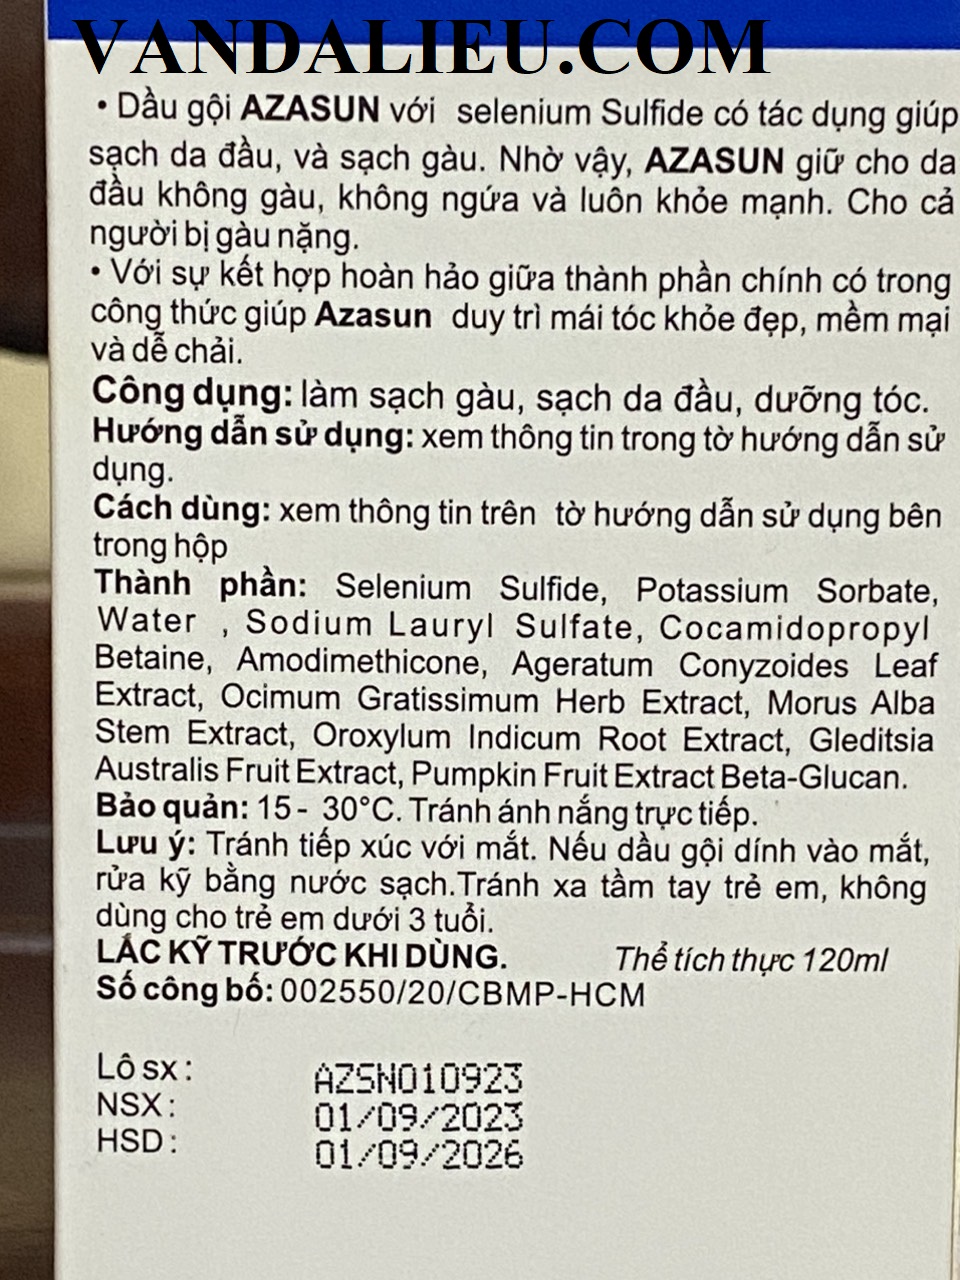 VANDALIEU.COM
• Dầu gội AZASUN với selenium Sulfide có tác dụng giúp
sạch da đầu, và sạch gàu. Nhờ vậy, AZASUN giữ cho da
đầu không gàu, không ngứa và luôn khỏe mạnh. Cho cả
người bị gàu nặng.
• Với sự kết hợp hoàn hảo giữa thành phần chính có trong
công thức giúp Azasun duy trì mái tóc khỏe đẹp, mềm mại
và dễ chải.
Công dụng: làm sạch gàu, sạch da đầu, dưỡng tóc.
Hướng dẫn sử dụng: xem thông tin trong tờ hướng dẫn sử
dụng.
Cách dùng: xem thông tin trên tờ hướng dẫn sử dụng bên
trong hộp
Thành phần: Selenium Sulfide, Potassium Sorbate,
Water , Sodium Lauryl Sulfate, Cocamidopropyl
Betaine, Amodimethicone, Ageratum Conyzoides Leaf
Extract, Ocimum Gratissimum Herb Extract, Morus Alba
Stem Extract, Oroxylum Indicum Root Extract, Gleditsia
Australis Fruit Extract, Pumpkin Fruit Extract Beta-Glucan.
Bảo quản: 15 - 30°C. Tránh ánh nắng trực tiếp.
Lưu ý: Tránh tiếp xúc với mắt. Nếu dầu gội dính vào mắt,
rửa kỹ bằng nước sạch.Tránh xa tầm tay trẻ em, không
dùng cho trẻ em dưới 3 tuổi.
LẮC KỸ TRƯỚC KHI DÙNG. Thể tích thực 120ml
Số công bố: 002550/20/CBMP-HCM
Lô sx : AZSN010923
NSX : 01/09/2023
HSD : 01/09/2026